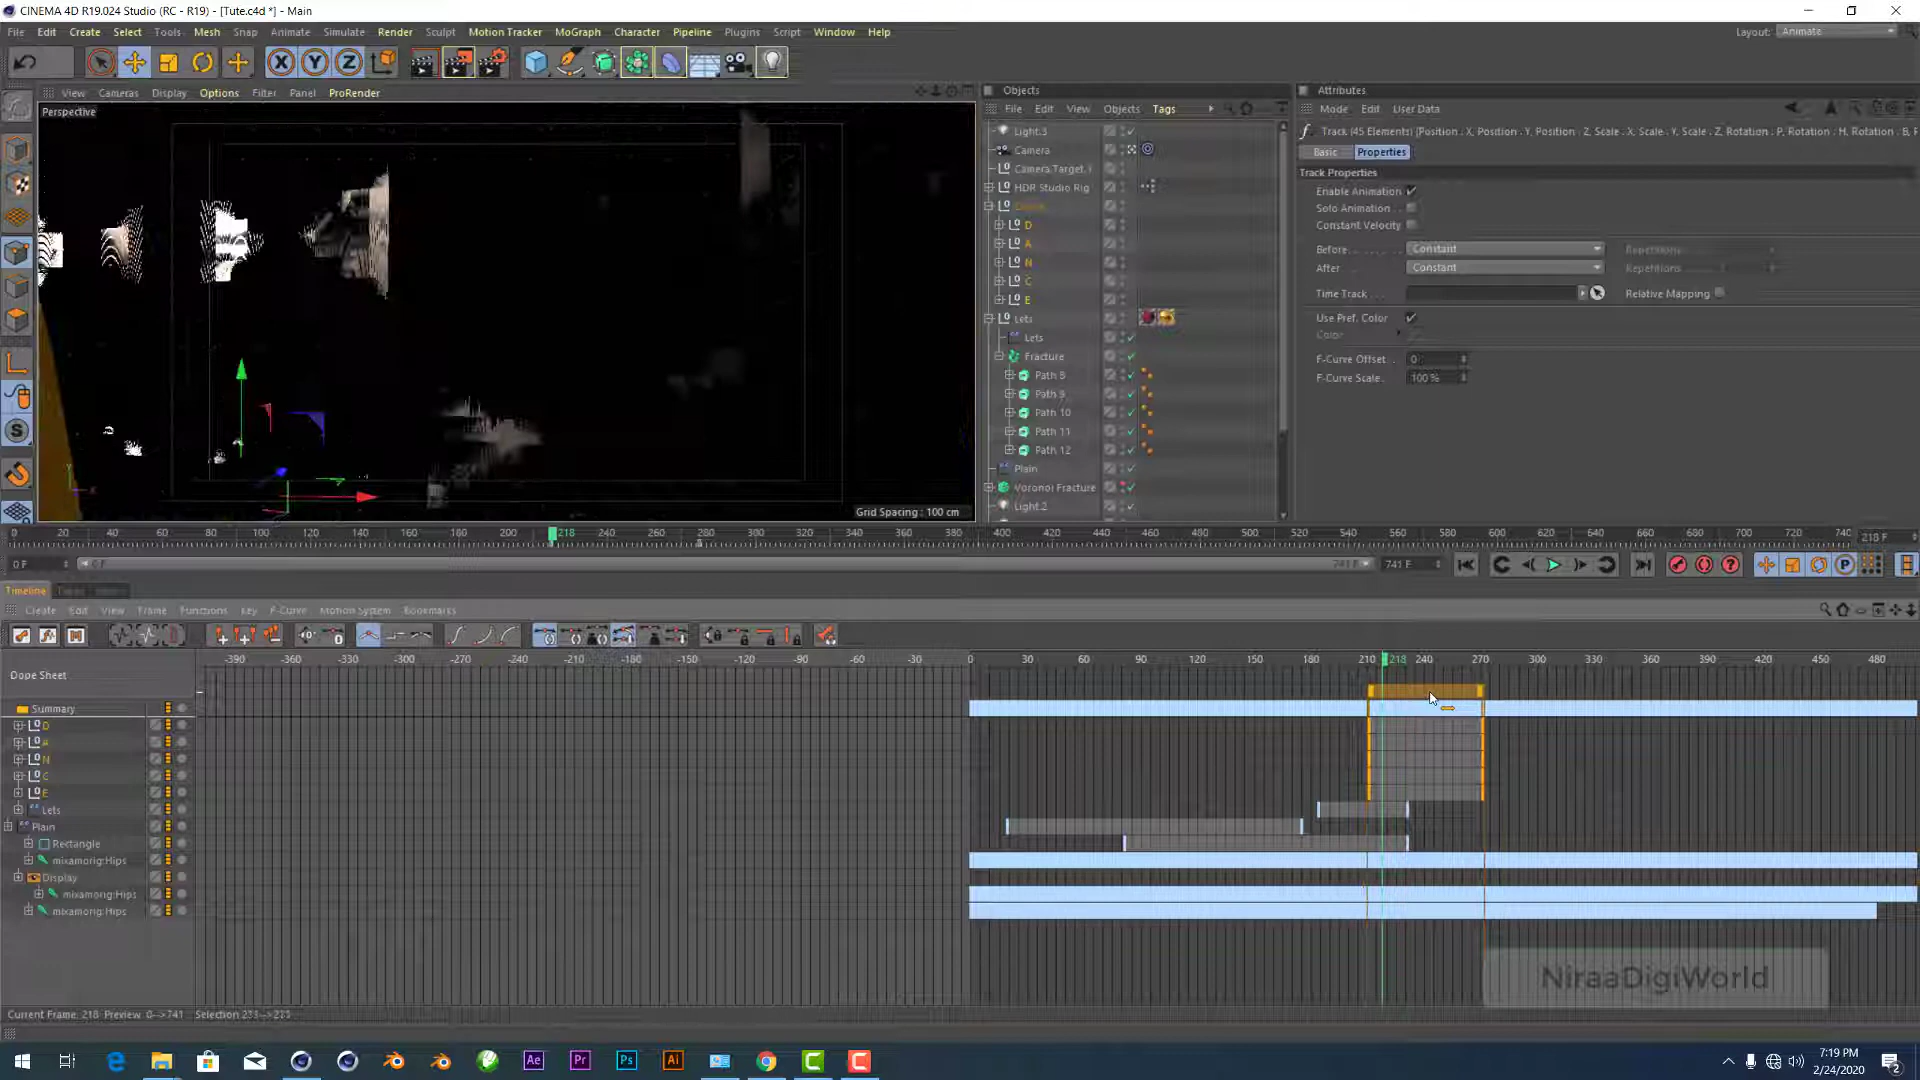 CINEMA 4D R19.024 Studio (RC - R19) - [Tute.c4d *] - Main
File Edit Create Select Tools Mesh Snap Animate Simulate Render Sculpt Motion Tracker MoGraph Character Pipeline Plugins Script Window Help
Layout: Animate
View Cameras Display Options Filter Panel ProRender
Perspective
Grid Spacing : 100 cm
Objects
File Edit View Objects Tags
Light.3
Camera
Camera.Target.1
HDR Studio Rig
D
A
N
C
E
Lets
Lets
Fracture
Path 8
Path 9
Path 10
Path 11
Path 12
Plain
Voronoi Fracture
Light.2
Attributes
Mode Edit User Data
Track (45 Elements) [Position . X, Position . Y, Position . Z, Scale . X, Scale . Y, Scale . Z, Rotation . P, Rotation . H, Rotation . B, P
Basic Properties
Track Properties
Enable Animation
Solo Animation
Constant Velocity
Before Constant Repetitions
After Constant Repetitions
Time Track Relative Mapping
Use Pref. Color
Color
F-Curve Offset 0
F-Curve Scale 100 %
0 20 40 60 80 100 120 140 160 180 200 218 240 260 280 300 320 340 360 380 400 420 440 460 480 500 520 540 560 580 600 620 640 660 680 700 720 740 218 F
0 F 0 F 741 F 741 F
Timeline
Create Edit View Frame Functions Key F-Curve Motion System Bookmarks
-390 -360 -330 -300 -270 -240 -210 -180 -150 -120 -90 -60 -30 0 30 60 90 120 150 180 210 218 240 270 300 330 360 390 420 450 480
Dope Sheet
Summary
D
A
N
C
E
Lets
Plain
Rectangle
mixamorig:Hips
Display
mixamorig:Hips
mixamorig:Hips
NiraaDigiWorld
Current Frame: 218 Preview 0-->741
7:19 PM
2/24/2020